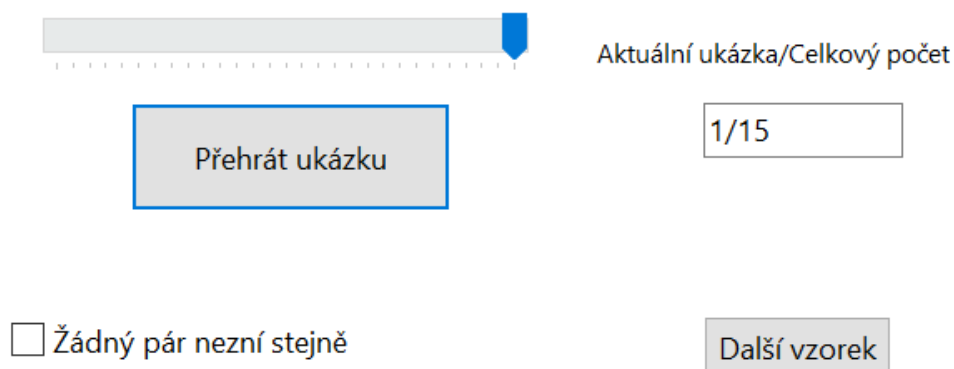 Aktuální ukázka/Celkový počet
1/15
Přehrát ukázku
Žádný pár nezní stejně
Další vzorek